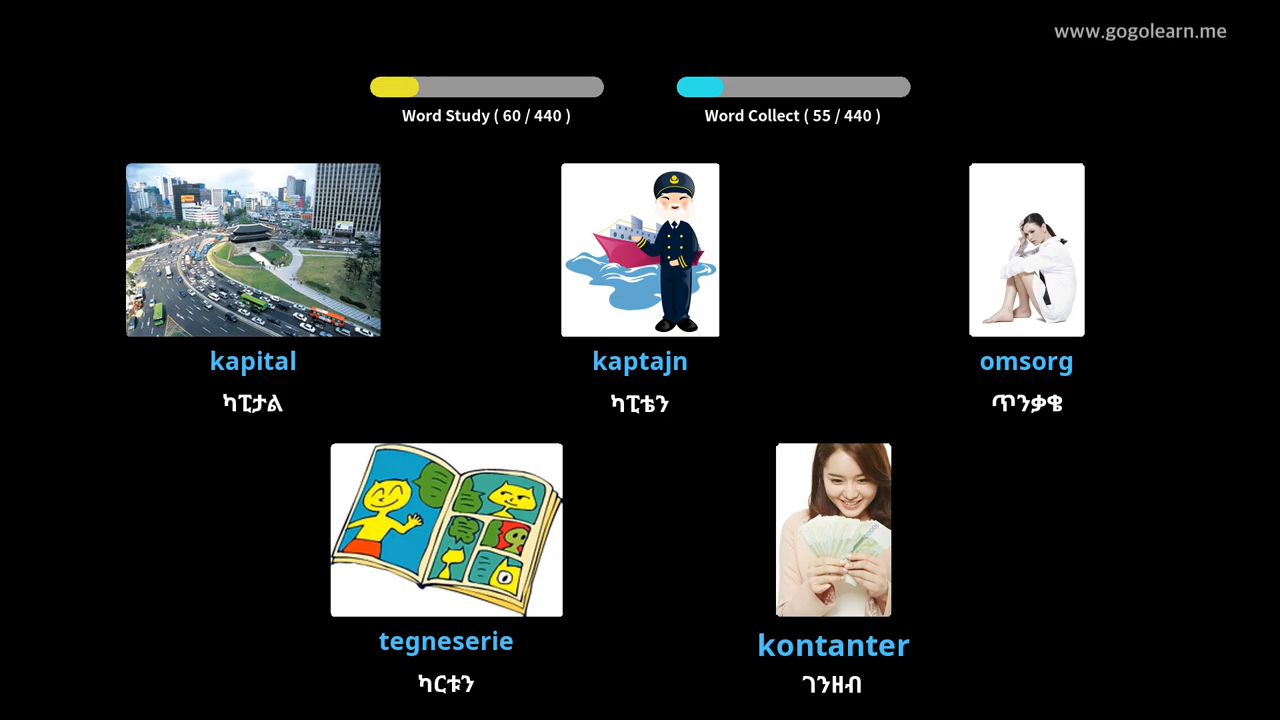 www.gogolearn.me
Word Study ( 60 / 440 )
Word Collect ( 55 / 440 )
kapital
ካፒታል
kaptajn
ካፒቴን
omsorg
ጥንቃቄ
tegneserie
ካርቱን
kontanter
ገንዘብ